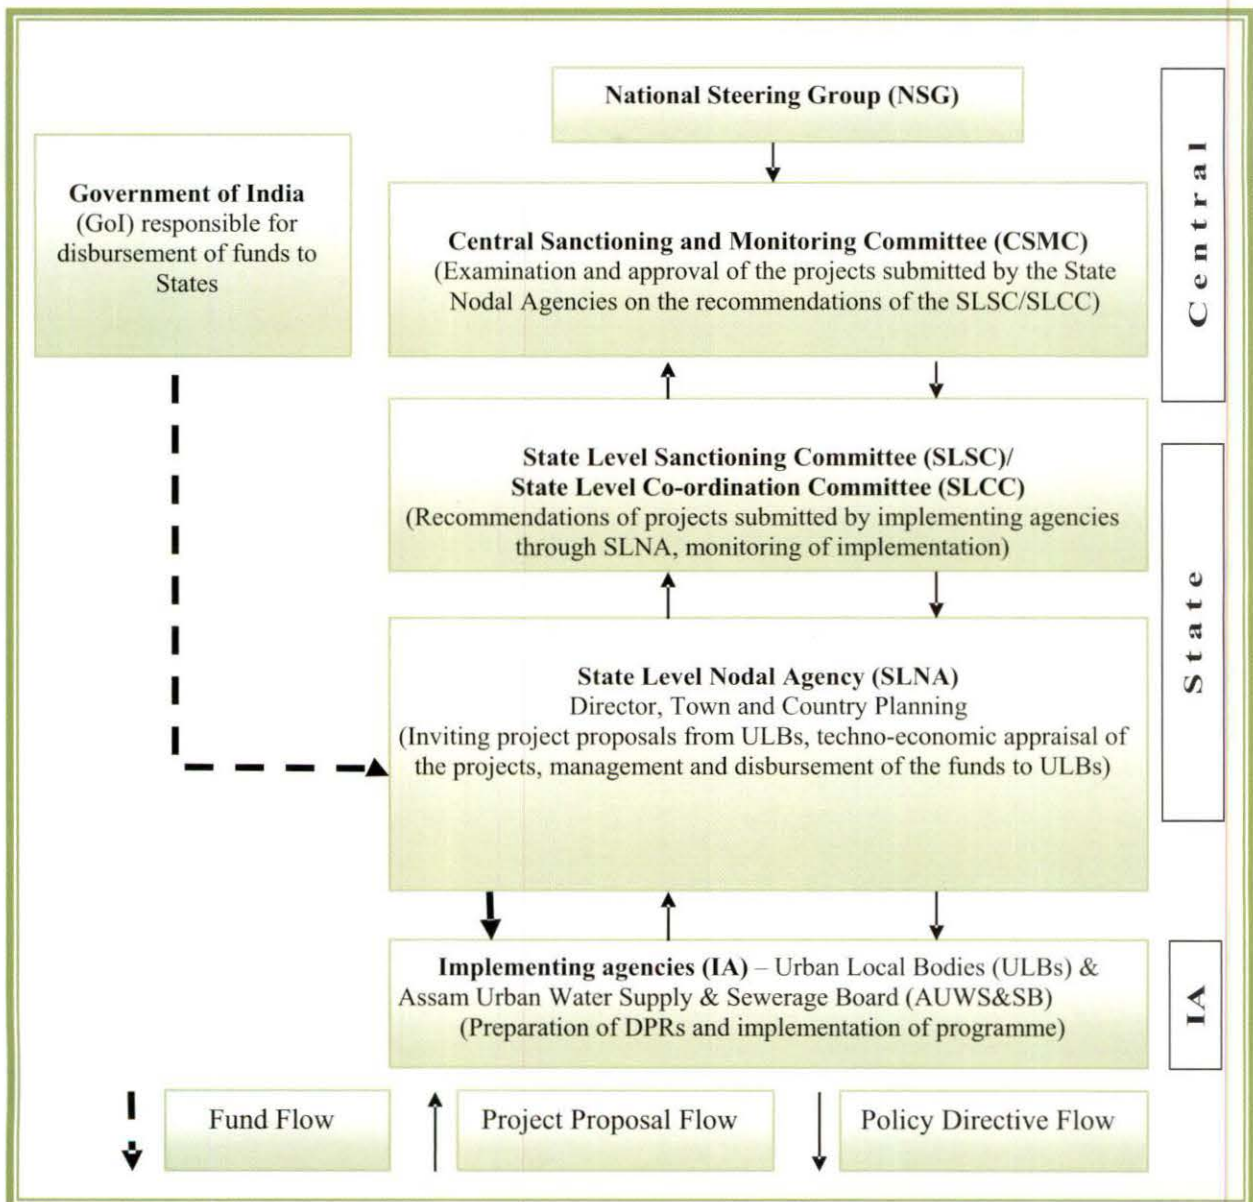 National Steering Group (NSG)
Government of India
(GoI) responsible for
disbursement of funds to
States
Central Sanctioning and Monitoring Committee (CSMC)
(Examination and approval of the projects submitted by the State
Nodal Agencies on the recommendations of the SLSC/SLCC)
Central
State Level Sanctioning Committee (SLSC)/
State Level Co-ordination Committee (SLCC)
(Recommendations of projects submitted by implementing agencies
through SLNA, monitoring of implementation)
State Level Nodal Agency (SLNA)
Director, Town and Country Planning
(Inviting project proposals from ULBs, techno-economic appraisal of
the projects, management and disbursement of the funds to ULBs)
State
Implementing agencies (IA) – Urban Local Bodies (ULBs) &
Assam Urban Water Supply & Sewerage Board (AUWS&SB)
(Preparation of DPRs and implementation of programme)
IA
Fund Flow
Project Proposal Flow
Policy Directive Flow